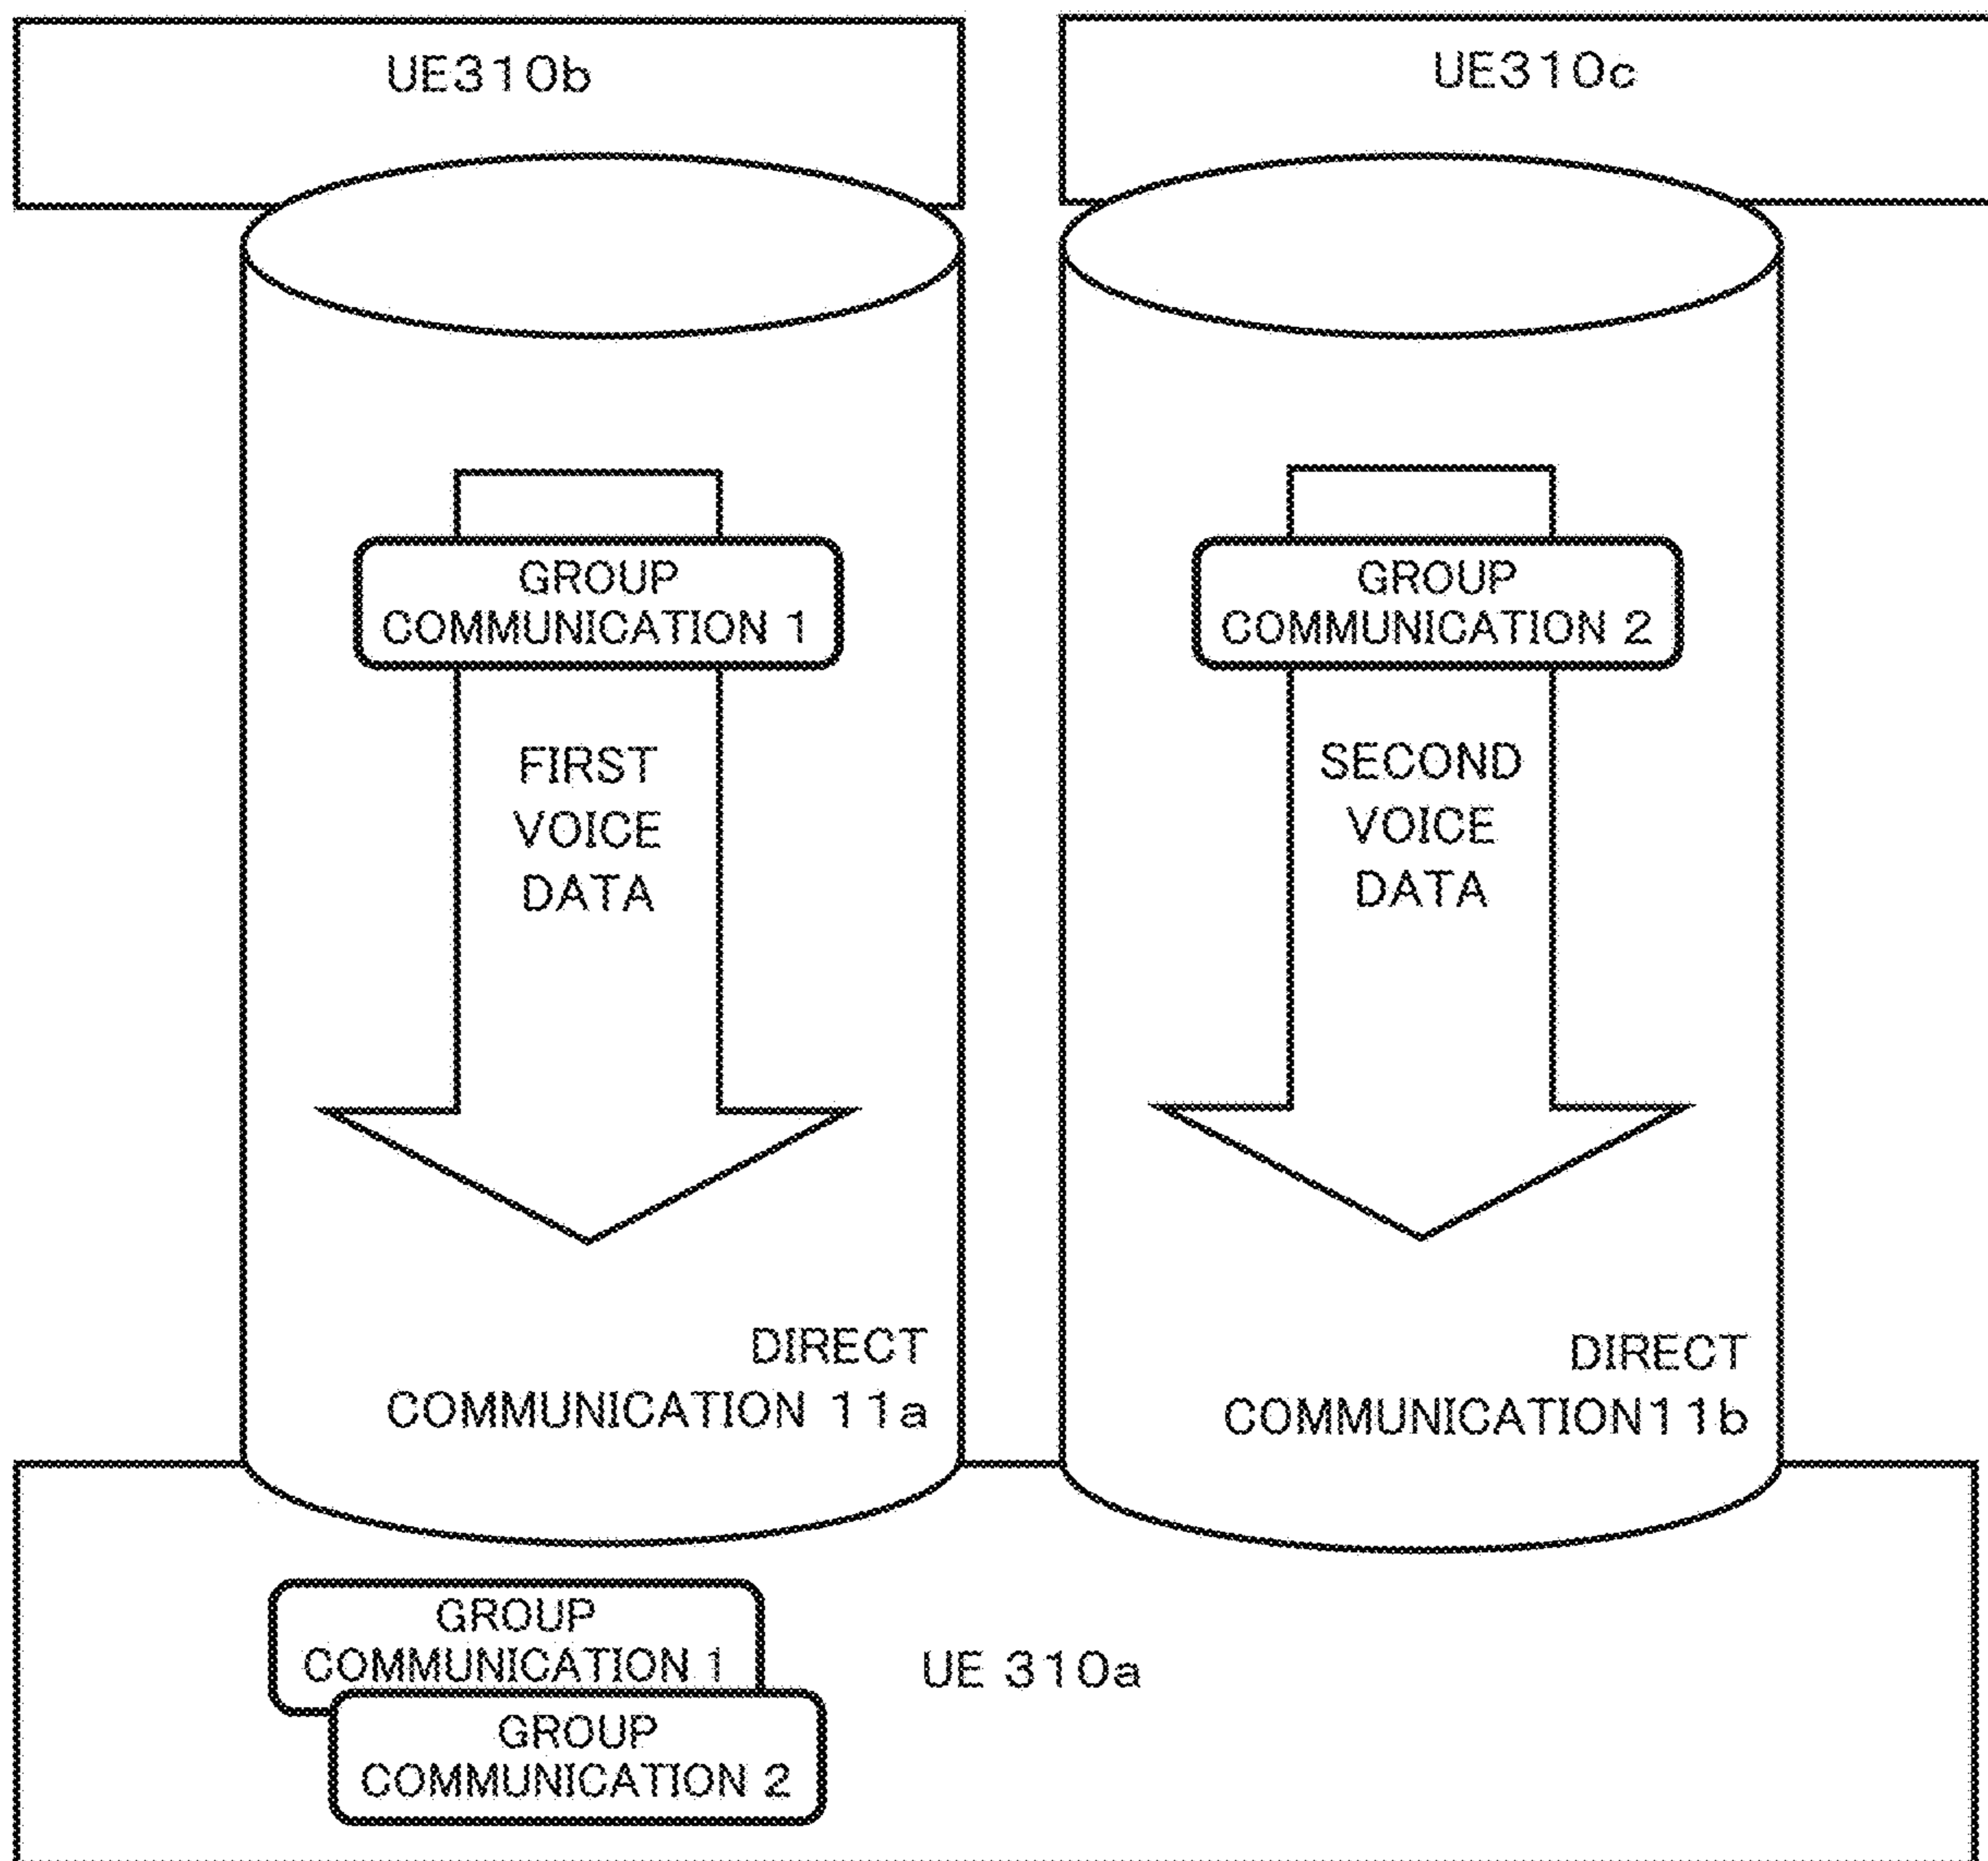 UE310b
UE310c
GROUP
COMMUNICATION 1
FIRST
VOICE
DATA
DIRECT
COMMUNICATION 11a
GROUP
COMMUNICATION 2
SECOND
VOICE
DATA
DIRECT
COMMUNICATION11b
GROUP
COMMUNICATION 1
GROUP
COMMUNICATION 2
UE 310a